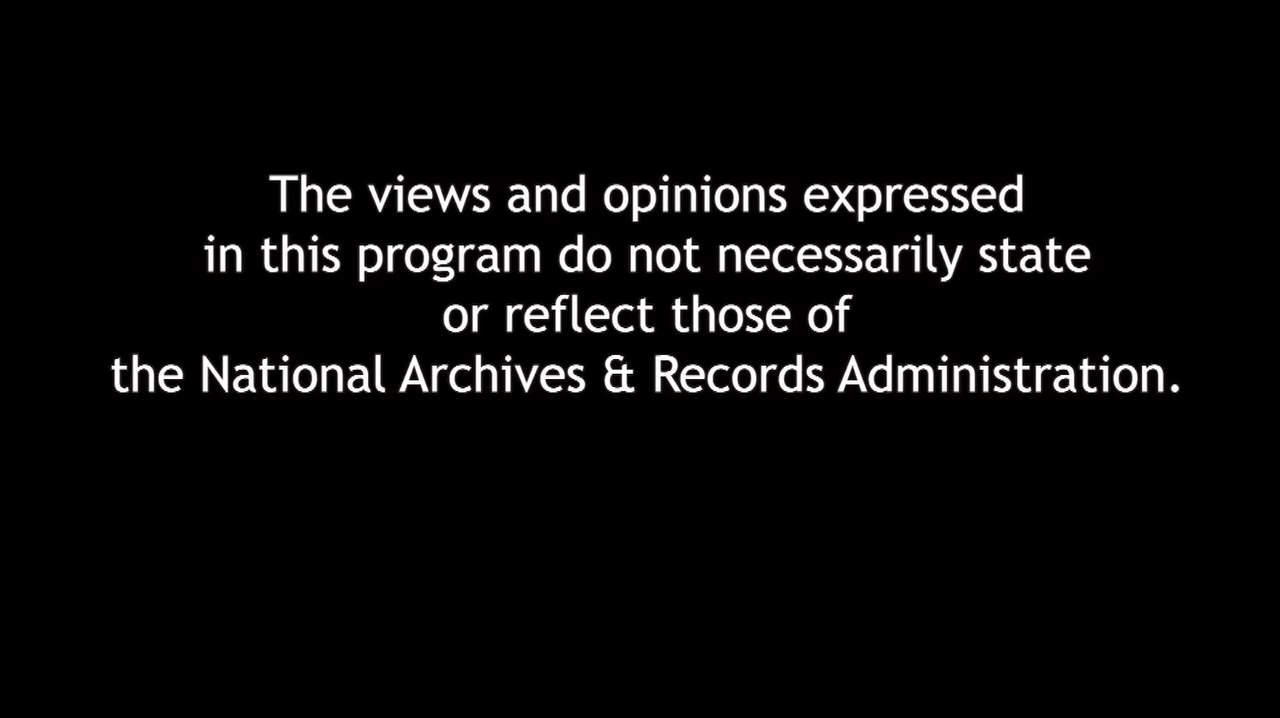 The views and opinions expressed
in this program do not necessarily state
or reflect those of
the National Archives & Records Administration.